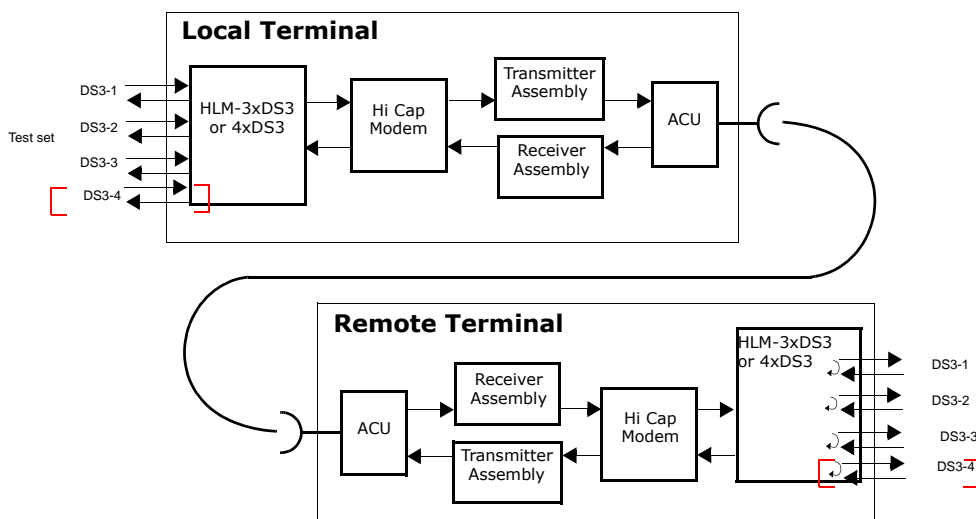 Local Terminal
Test set
DS3-1
DS3-2
DS3-3
DS3-4
HLM-3xDS3
or 4xDS3
Hi Cap
Modem
Transmitter
Assembly
Receiver
Assembly
ACU
Remote Terminal
ACU
Receiver
Assembly
Transmitter
Assembly
Hi Cap
Modem
HLM-3xDS3
or 4xDS3
DS3-1
DS3-2
DS3-3
DS3-4